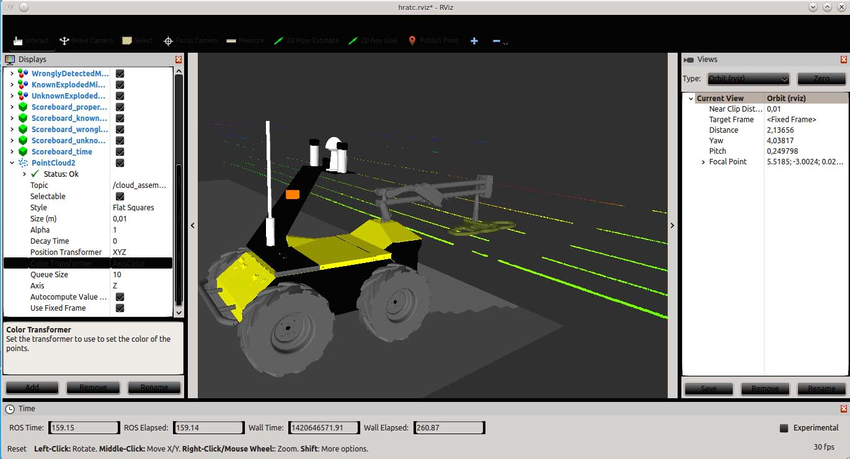 hratc.rviz* - RViz
Interact Move Camera Select Focus Camera Measure 2D Pose Estimate 2D Nav Goal Publish Point
Displays
WronglyDetectedM...
KnownExplodedMi...
UnknownExploded...
Scoreboard_proper...
Scoreboard_known...
Scoreboard_wrongl...
Scoreboard_unkno...
Scoreboard_time
PointCloud2
Status: Ok
Topic /cloud_assem...
Selectable
Style Flat Squares
Size (m) 0,01
Alpha 1
Decay Time 0
Position Transformer XYZ
Color Transformer AxisColor
Queue Size 10
Axis Z
Autocompute Value ...
Use Fixed Frame
Color Transformer
Set the transformer to use to set the color of the
points.
Add Remove Rename
Views
Type: Orbit (rviz) Zero
Current View Orbit (rviz)
Near Clip Dist... 0,01
Target Frame <Fixed Frame>
Distance 2,13656
Yaw 4,03817
Pitch 0,249798
Focal Point 5.5185; -3.0024; 0.02...
Save Remove Rename
Time
ROS Time: 159.15 ROS Elapsed: 159.14 Wall Time: 1420646571.91 Wall Elapsed: 260.87 Experimental
Reset Left-Click: Rotate. Middle-Click: Move X/Y. Right-Click/Mouse Wheel:: Zoom. Shift: More options. 30 fps